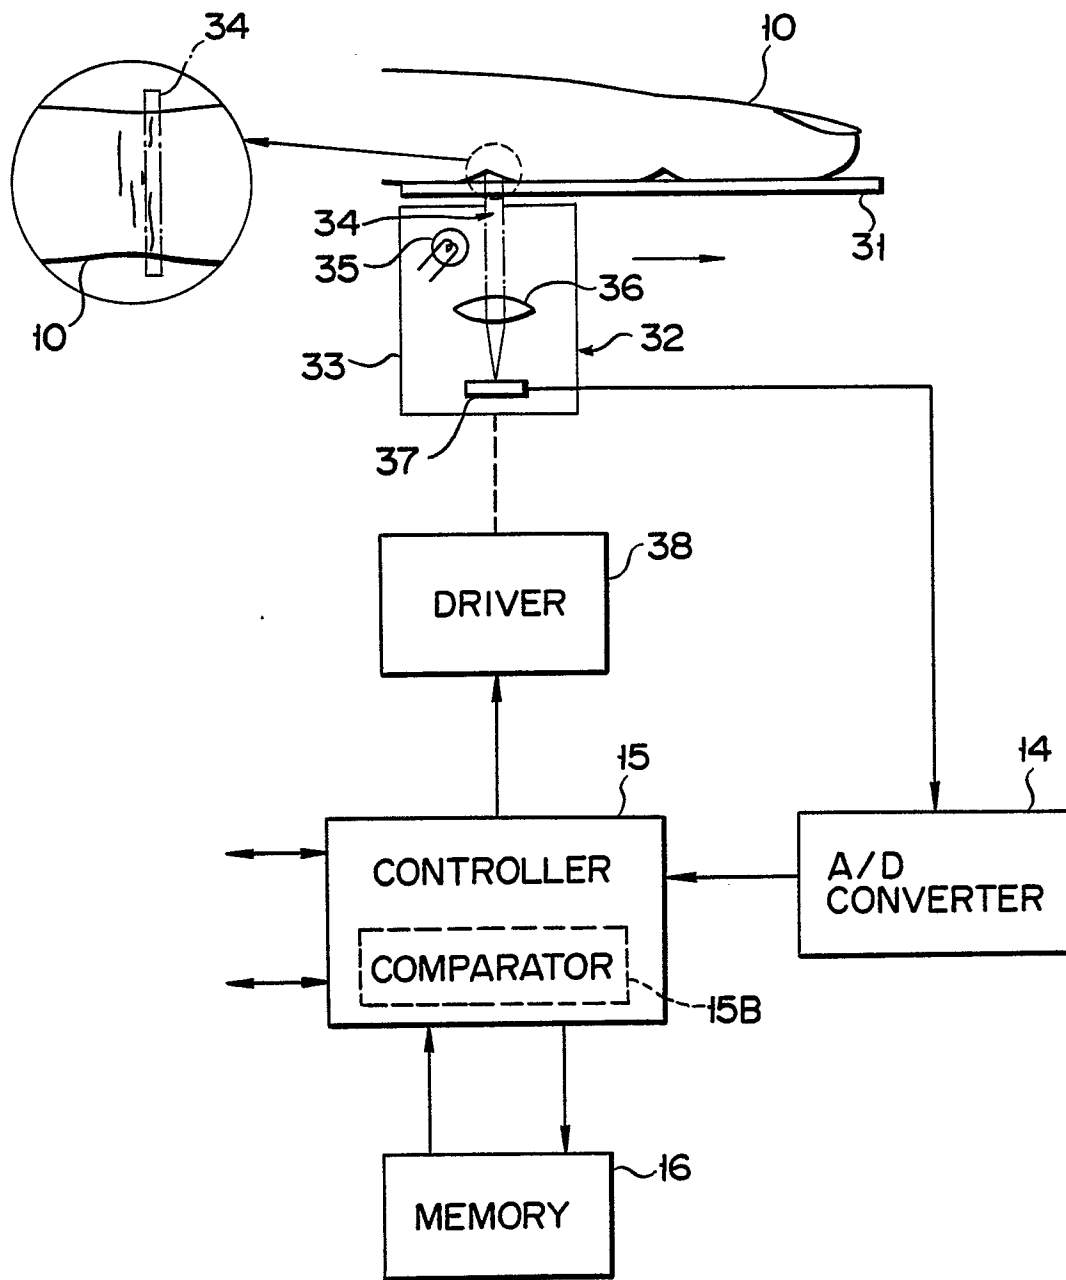 34
10
34
35
31
36
10
33
32
37
38
DRIVER
15
14
CONTROLLER
A/D
CONVERTER
COMPARATOR
15B
16
MEMORY